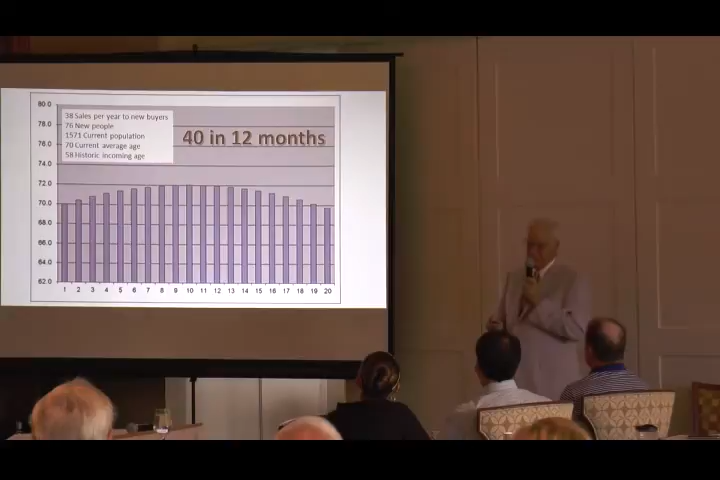 80.0
78.0
76.0
74.0
72.0
70.0
68.0
66.0
64.0
62.0
38 Sales per year to new buyers
76 New people
1571 Current population
70 Current average age
58 Historic incoming age
40 in 12 months
1 2 3 4 5 6 7 8 9 10 11 12 13 14 15 16 17 18 19 20